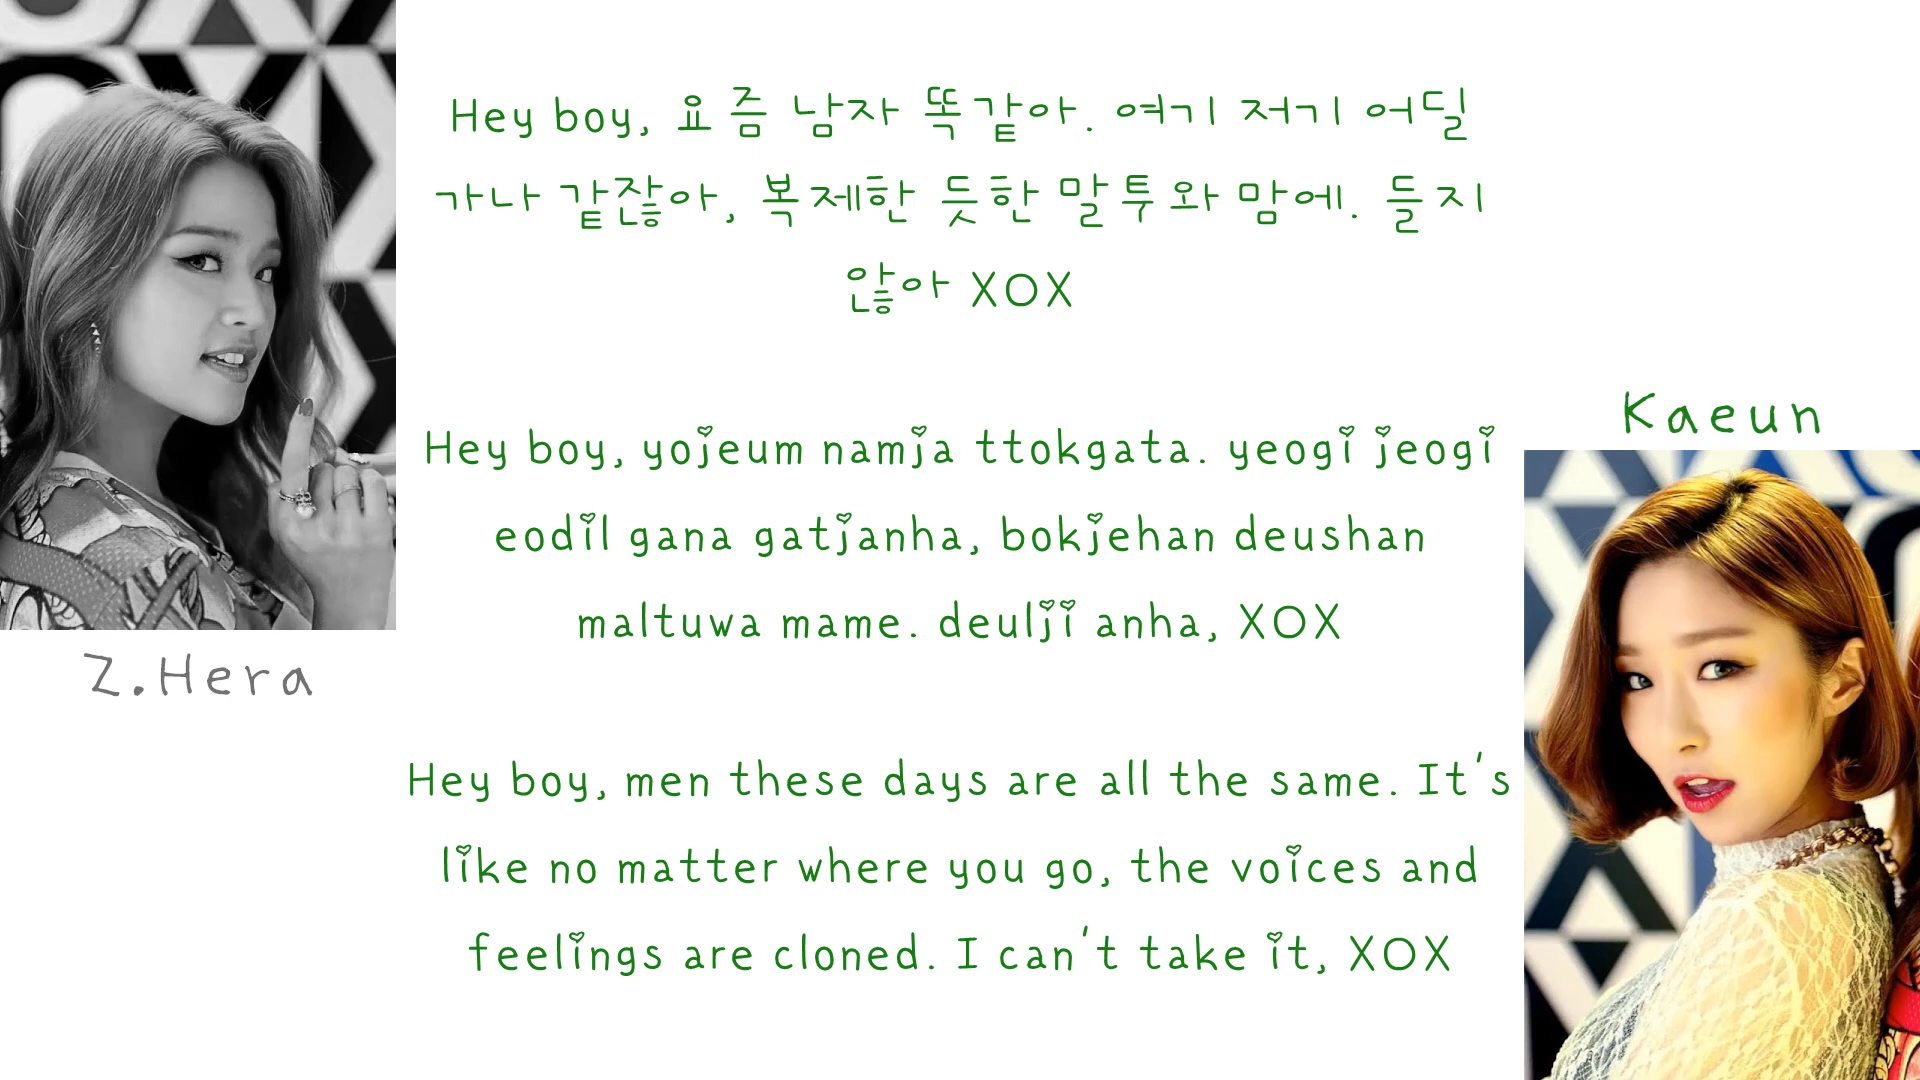 Hey boy, 요즘 남자 똑같아. 여기 저기 어딜
가나 같잖아, 복제한 듯한 말투와 맘에. 들지
않아 XOX
Kaeun
Hey boy, yojeum namja ttokgata. yeogi jeogi
eodil gana gatjanha, bokjehan deushan
maltuwa mame. deulji anha, XOX
Z.Hera
Hey boy, men these days are all the same. It's
like no matter where you go, the voices and
feelings are cloned. I can't take it, XOX